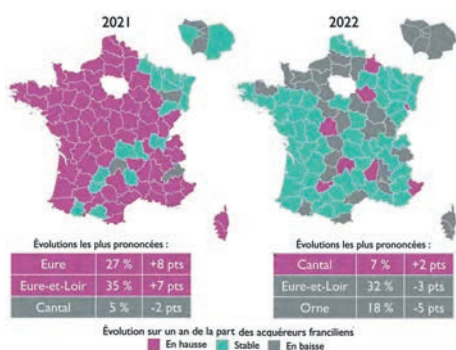 2021
2022
Évolutions les plus prononcées :
Eure 27 % +8 pts
Eure-et-Loir 35 % +7 pts
Cantal 5 % -2 pts
Évolutions les plus prononcées :
Cantal 7 % +2 pts
Eure-et-Loir 32 % -3 pts
Orne 18 % -5 pts
Évolution sur un an de la part des acquéreurs franciliens
En hausse Stable En baisse